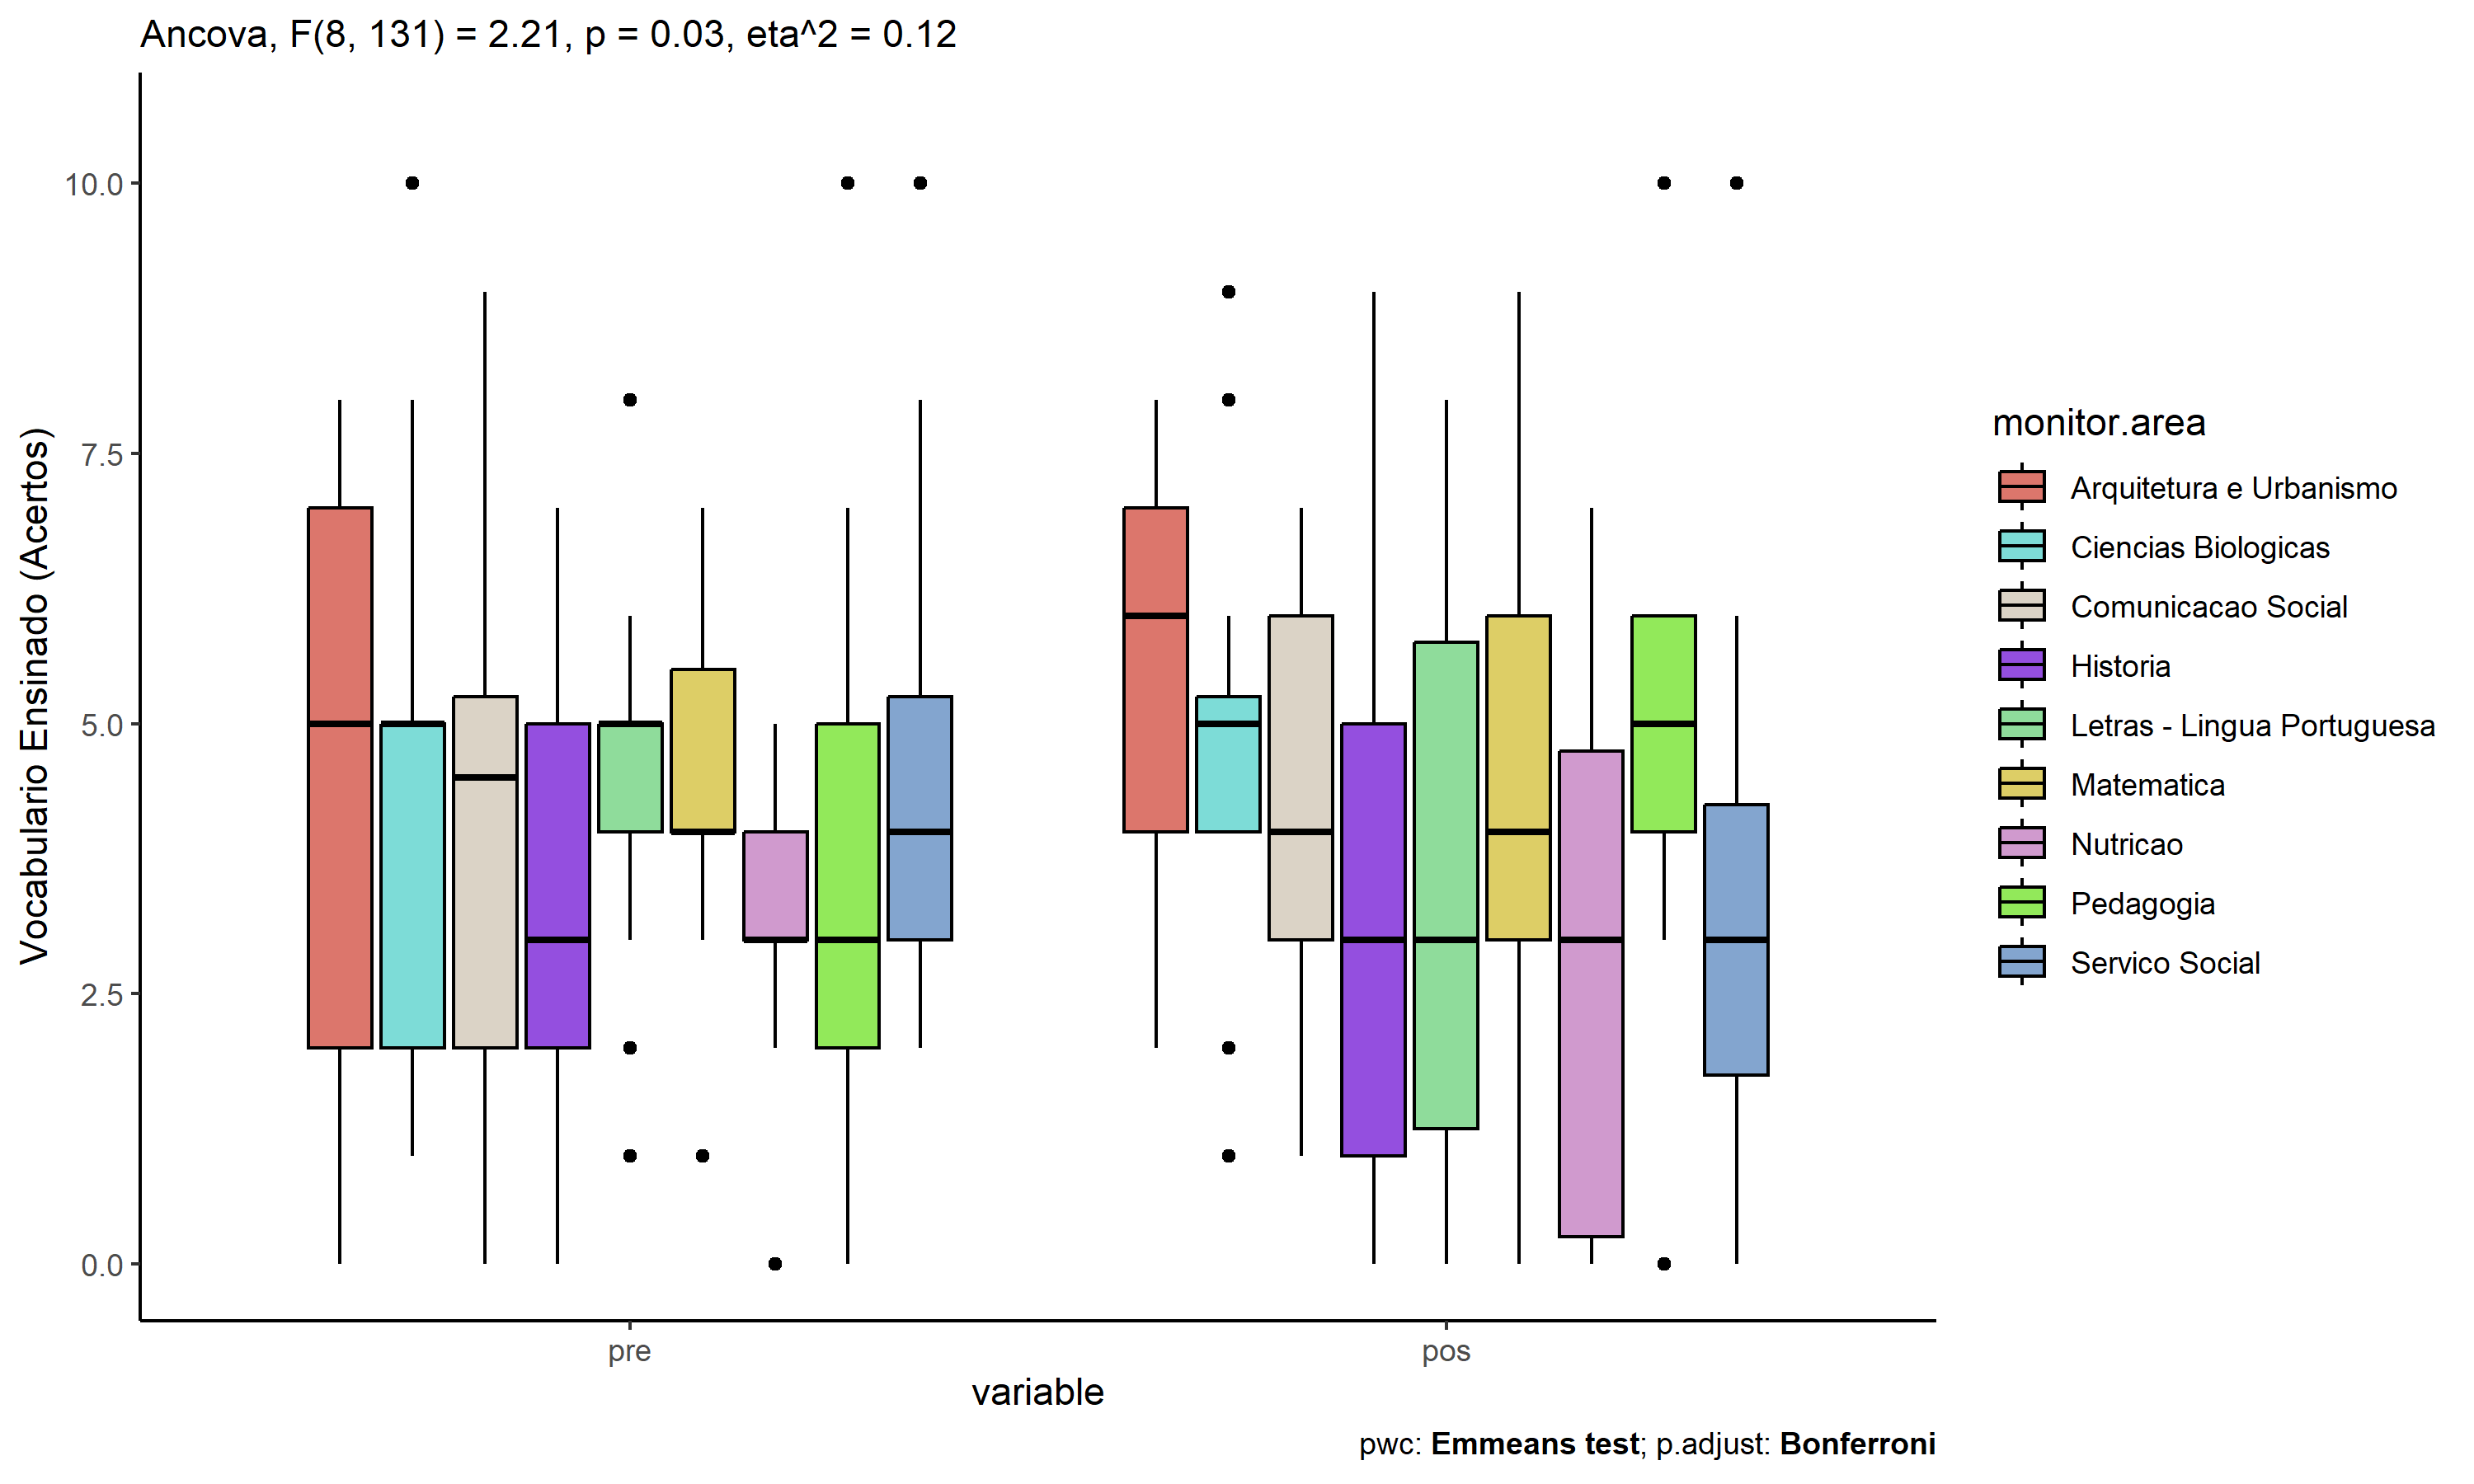 Ancova, F(8, 131) = 2.21, p = 0.03, eta^2 = 0.12
Vocabulario Ensinado (Acertos)
10.0
7.5
5.0
2.5
0.0
pre
pos
variable
monitor.area
Arquitetura e Urbanismo
Ciencias Biologicas
Comunicacao Social
Historia
Letras - Lingua Portuguesa
Matematica
Nutricao
Pedagogia
Servico Social
pwc: Emmeans test; p.adjust: Bonferroni